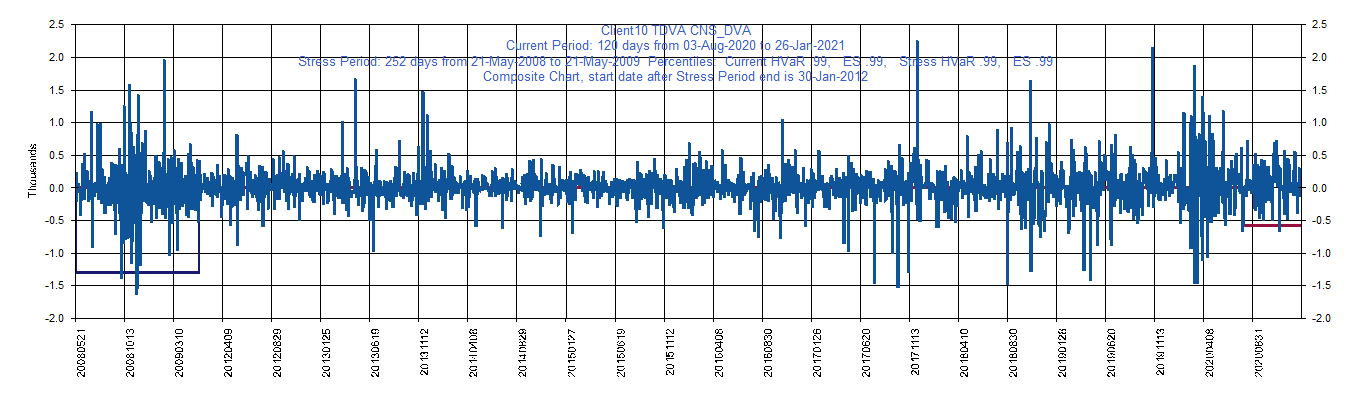 Client10 TDVA CNS_DVA
Current Period: 120 days from 03-Aug-2020 to 26-Jan-2021
Stress Period: 252 days from 21-May-2008 to 21-May-2009 Percentiles: Current HVaR .99, ES .99, Stress HVaR .99, ES .99
Composite Chart, start date after Stress Period end is 30-Jan-2012
2.5 2.5
2.0 2.0
1.5 1.5
1.0 1.0
0.5 0.5
0.0 0.0
-0.5 -0.5
-1.0 -1.0
-1.5 -1.5
-2.0 -2.0
Thousands
20080521 20081013 20090310 20120409 20120829 20130125 20130619 20131112 20140408 20140829 20150127 20150619 20151112 20160408 20160830 20170126 20170620 20171113 20180410 20180830 20190128 20190620 20191113 20200408 20200831